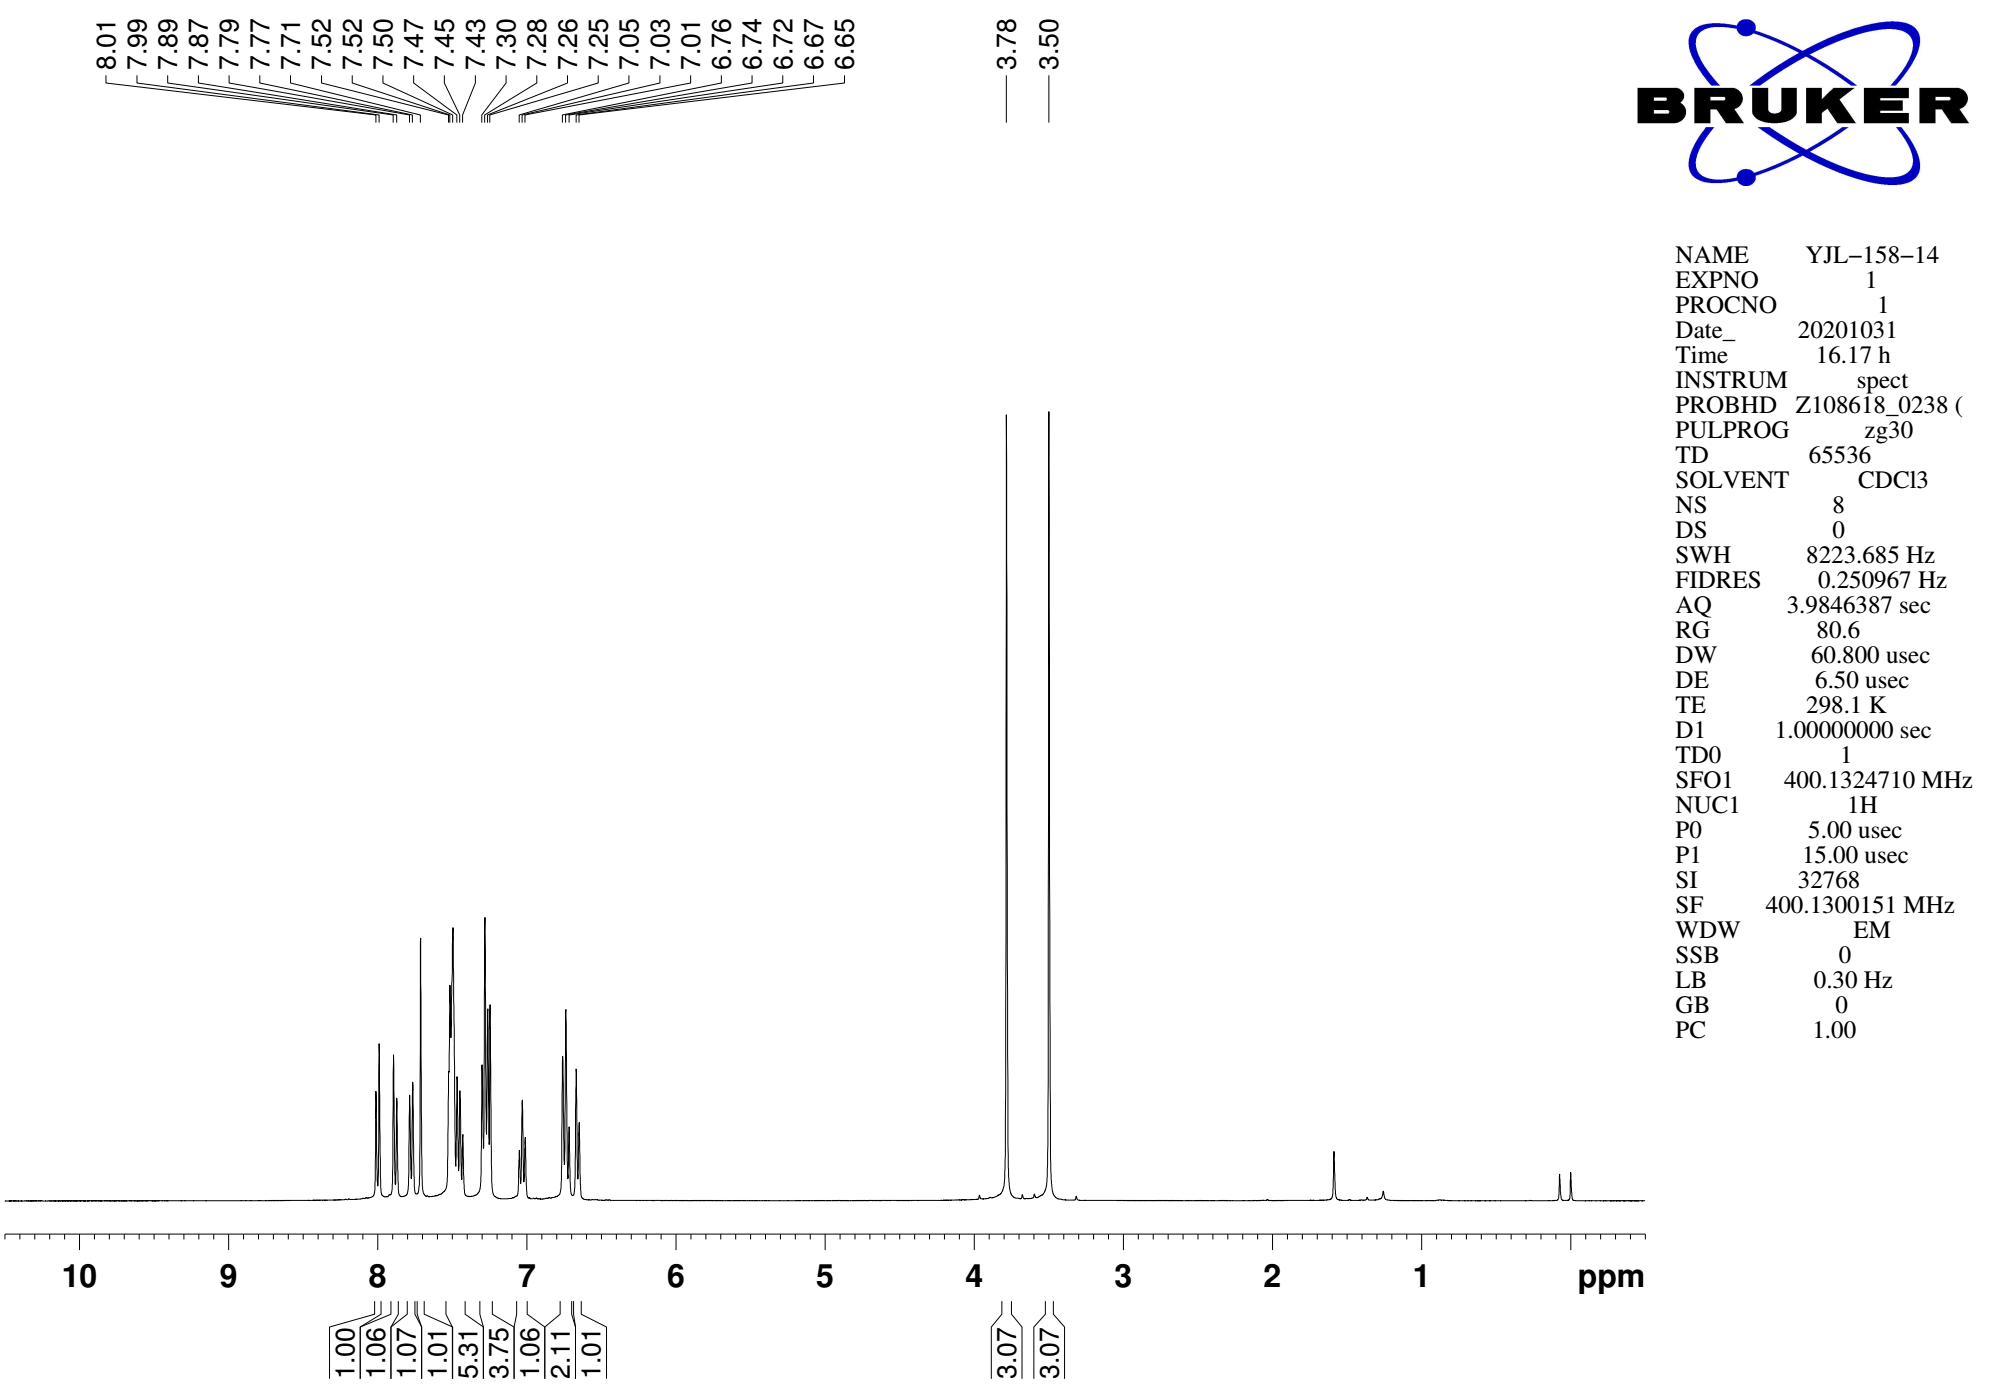 8.01
7.99
7.89
7.87
7.79
7.77
7.71
7.52
7.52
7.50
7.47
7.45
7.43
7.30
7.28
7.26
7.25
7.05
7.03
7.01
6.76
6.74
6.72
6.67
6.65
3.78
3.50
BRUKER
NAME YJL−158−14
EXPNO 1
PROCNO 1
Date_ 20201031
Time 16.17 h
INSTRUM spect
PROBHD Z108618_0238 (
PULPROG zg30
TD 65536
SOLVENT CDCl3
NS 8
DS 0
SWH 8223.685 Hz
FIDRES 0.250967 Hz
AQ 3.9846387 sec
RG 80.6
DW 60.800 usec
DE 6.50 usec
TE 298.1 K
D1 1.00000000 sec
TD0 1
SFO1 400.1324710 MHz
NUC1 1H
P0 5.00 usec
P1 15.00 usec
SI 32768
SF 400.1300151 MHz
WDW EM
SSB 0
LB 0.30 Hz
GB 0
PC 1.00
10 9 8 7 6 5 4 3 2 1 ppm
1.00
1.06
1.07
1.01
5.31
3.75
1.06
2.11
1.01
3.07
3.07